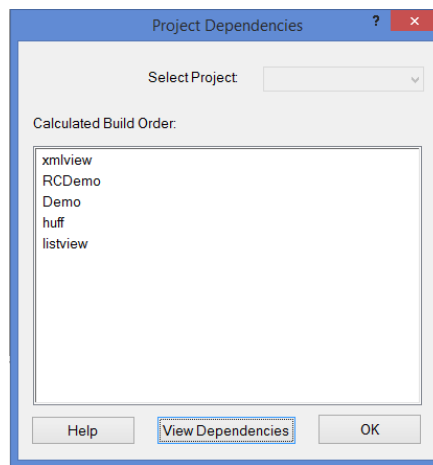 Project Dependencies ? ×
Select Project:
Calculated Build Order:
xmlview
RCDemo
Demo
huff
listview
Help View Dependencies OK